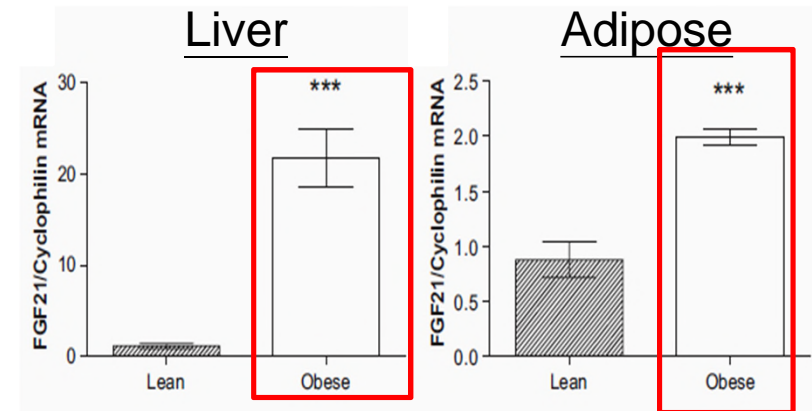 Liver
FGF21/Cyclophilin mRNA
30
20
10
0
***
Lean
Obese
Adipose
FGF21/Cyclophilin mRNA
2.5
2.0
1.5
1.0
0.5
0.0
***
Lean
Obese